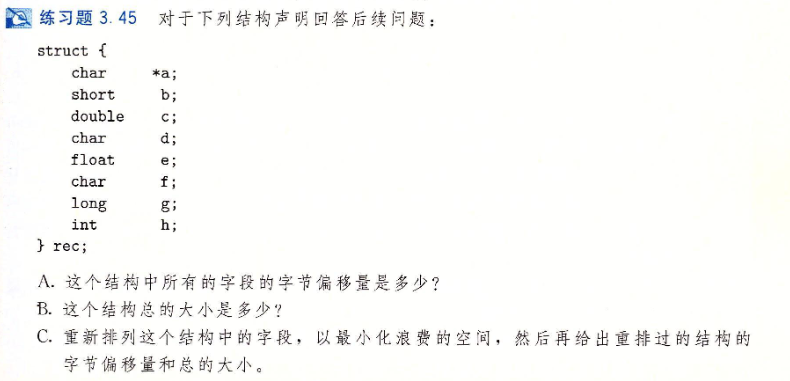 练习题 3.45 对于下列结构声明回答后续问题：
struct {
char *a;
short b;
double c;
char d;
float e;
char f;
long g;
int h;
} rec;
A. 这个结构中所有的字段的字节偏移量是多少？
B. 这个结构总的大小是多少？
C. 重新排列这个结构中的字段，以最小化浪费的空间，然后再给出重排过的结构的
字节偏移量和总的大小。